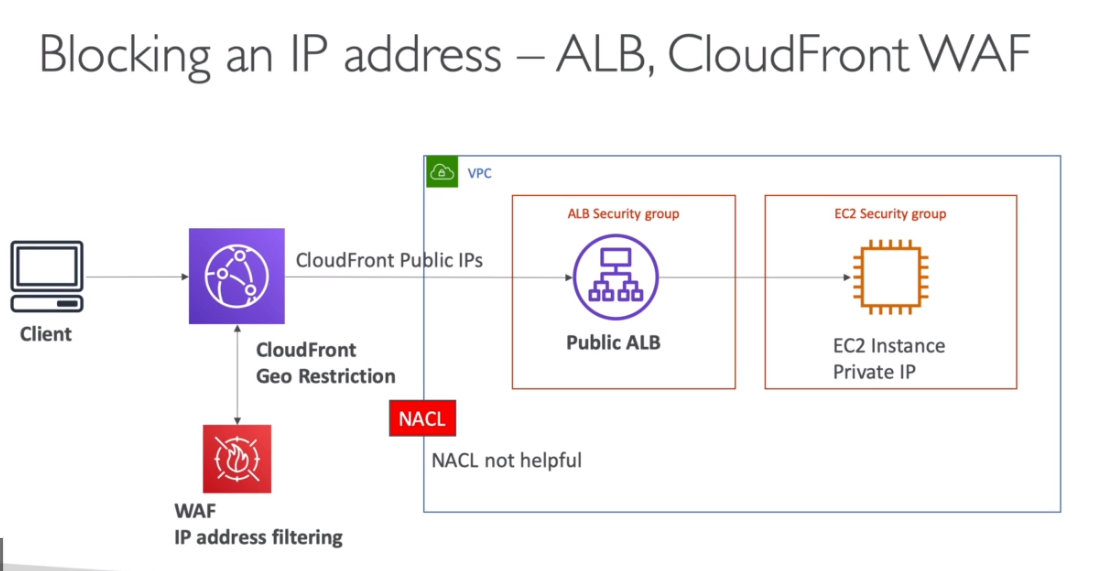 Blocking an IP address – ALB, CloudFront WAF
VPC
ALB Security group
EC2 Security group
CloudFront Public IPs
Client
Public ALB
EC2 Instance
Private IP
CloudFront
Geo Restriction
NACL
NACL not helpful
WAF
IP address filtering